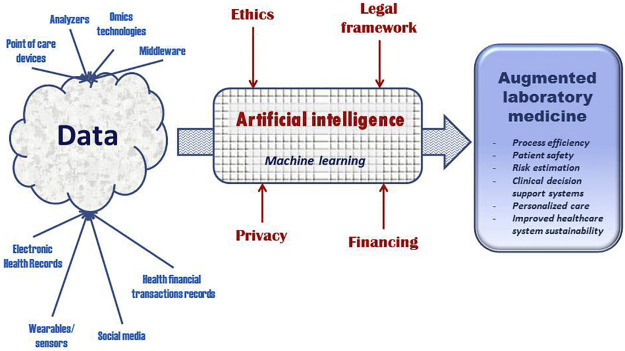 Analyzers
Omics
technologies
Point of care
devices
Middleware
Data
Electronic
Health Records
Health financial
transactions records
Wearables/
sensors
Social media
Ethics
Legal
framework
Artificial intelligence
Machine learning
Privacy
Financing
Augmented
laboratory
medicine
- Process efficiency
- Patient safety
- Risk estimation
- Clinical decision
support systems
- Personalized care
- Improved healthcare
system sustainability